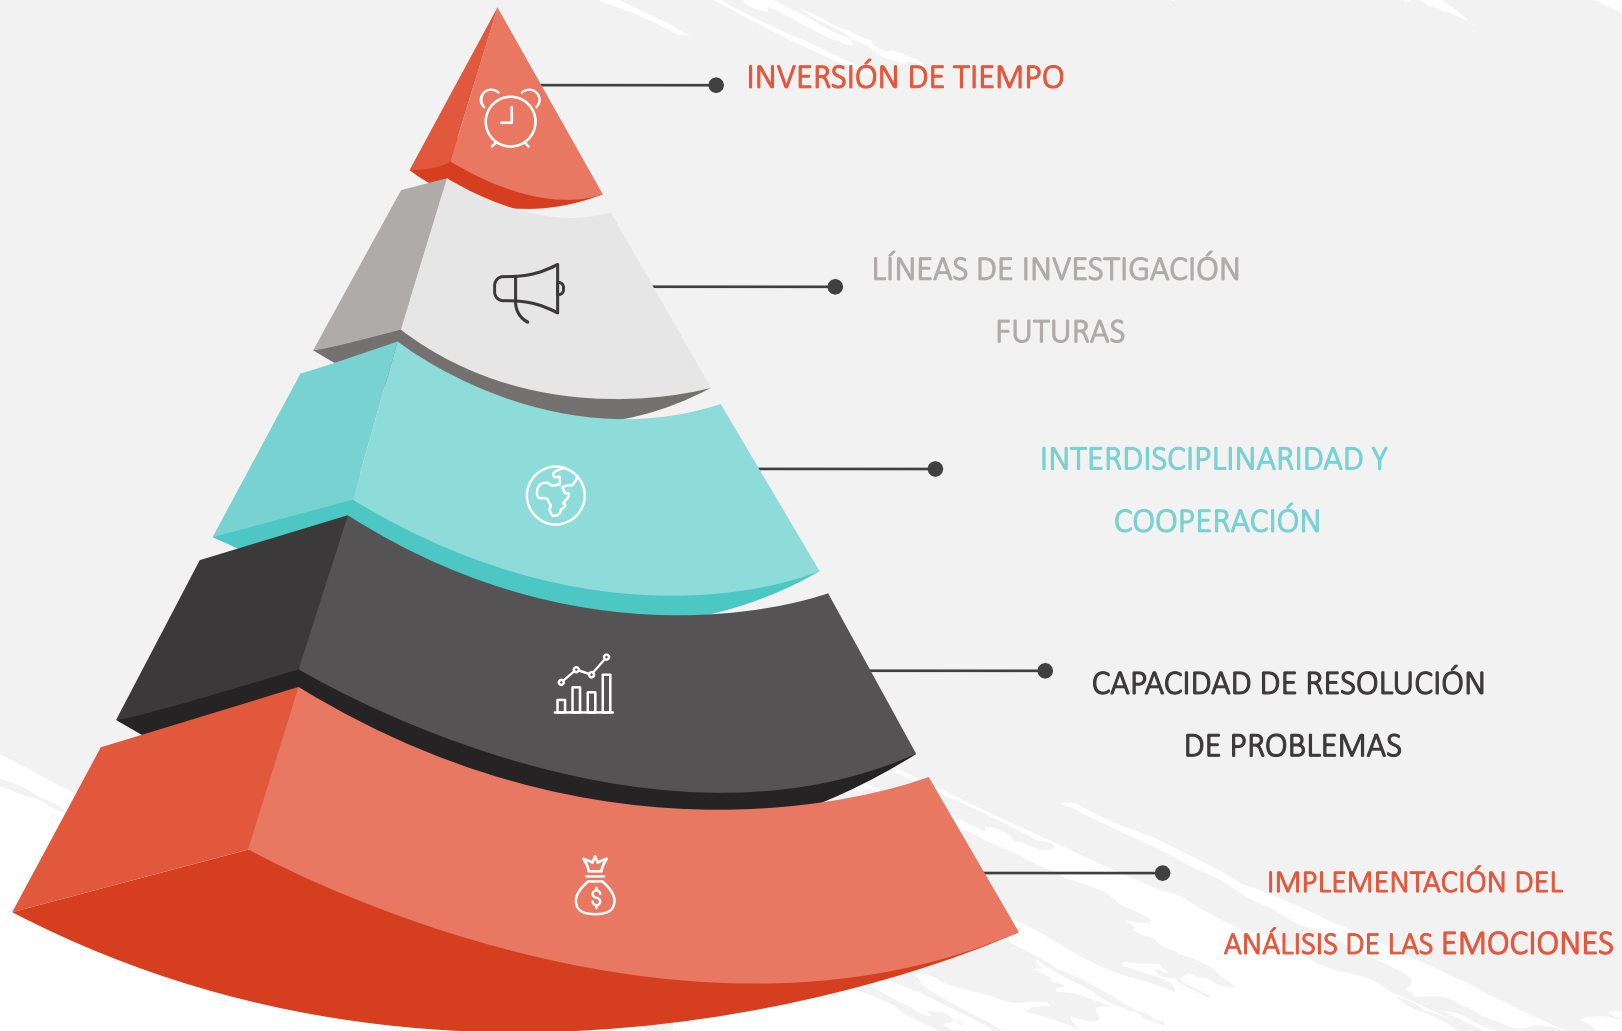 INVERSIÓN DE TIEMPO
LÍNEAS DE INVESTIGACIÓN
FUTURAS
INTERDISCIPLINARIDAD Y
COOPERACIÓN
CAPACIDAD DE RESOLUCIÓN
DE PROBLEMAS
$
IMPLEMENTACIÓN DEL
ANÁLISIS DE LAS EMOCIONES